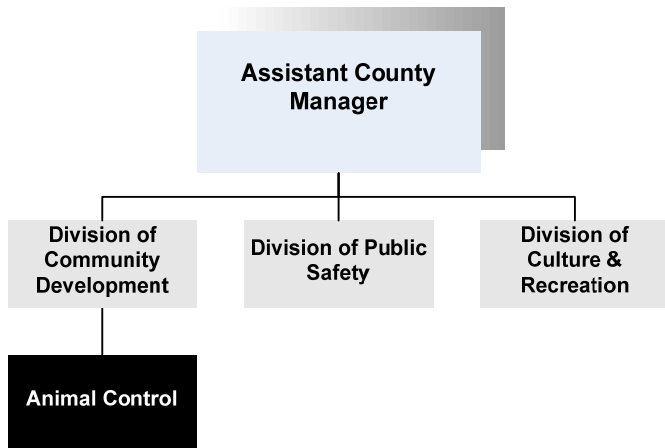 Assistant County
Manager
Division of
Community
Development
Division of Public
Safety
Division of
Culture &
Recreation
Animal Control